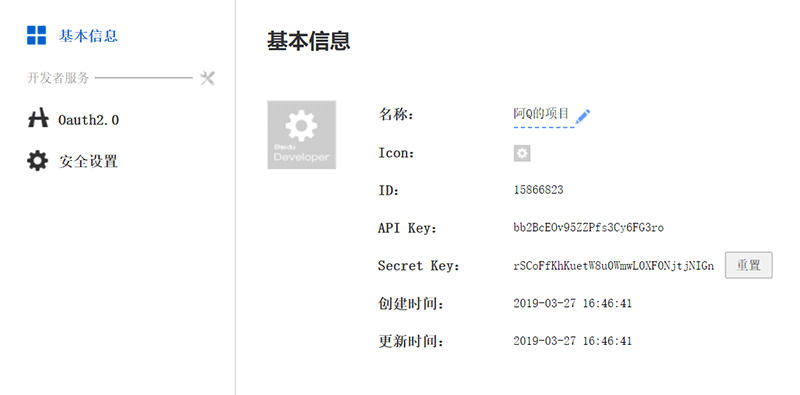 基本信息
开发者服务
Oauth2.0
安全设置
基本信息
Baidu
Developer
名称: 阿Q的项目
Icon:
ID: 15866823
API Key: bb2BcEOv95ZZPfs3Cy6FG3ro
Secret Key: rSCoFfKhKuetW8u0WmwL0XF0NjtjNIGn 重置
创建时间: 2019-03-27 16:46:41
更新时间: 2019-03-27 16:46:41